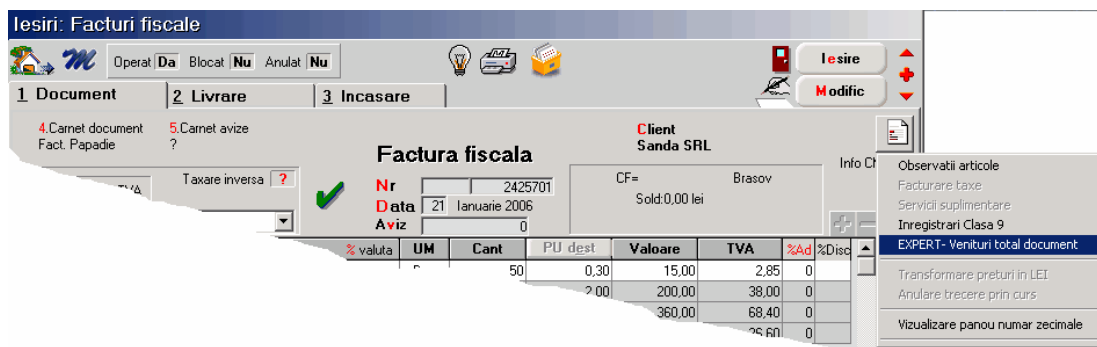 Iesiri: Facturi fiscale
Operat Da Blocat Nu Anulat Nu
Iesire
Modific
1 Document 2 Livrare 3 Incasare
4.Carnet document 5.Carnet avize
Fact. Papadie ?
Taxare inversa ?
Factura fiscala
Nr 2425701
Data 21 Ianuarie 2006
Aviz 0
Client
Sanda SRL
CF= Brasov
Sold:0,00 lei
Info
% valuta UM Cant PU dest Valoare TVA %Ad %Disc
50 0,30 15,00 2,85 0
2,00 200,00 38,00 0
360,00 68,40 0
0
Observatii articole
Facturare taxe
Servicii suplimentare
Inregistrari Clasa 9
EXPERT- Venituri total document
Transformare preturi in LEI
Anulare trecere prin curs
Vizualizare panou numar zecimale